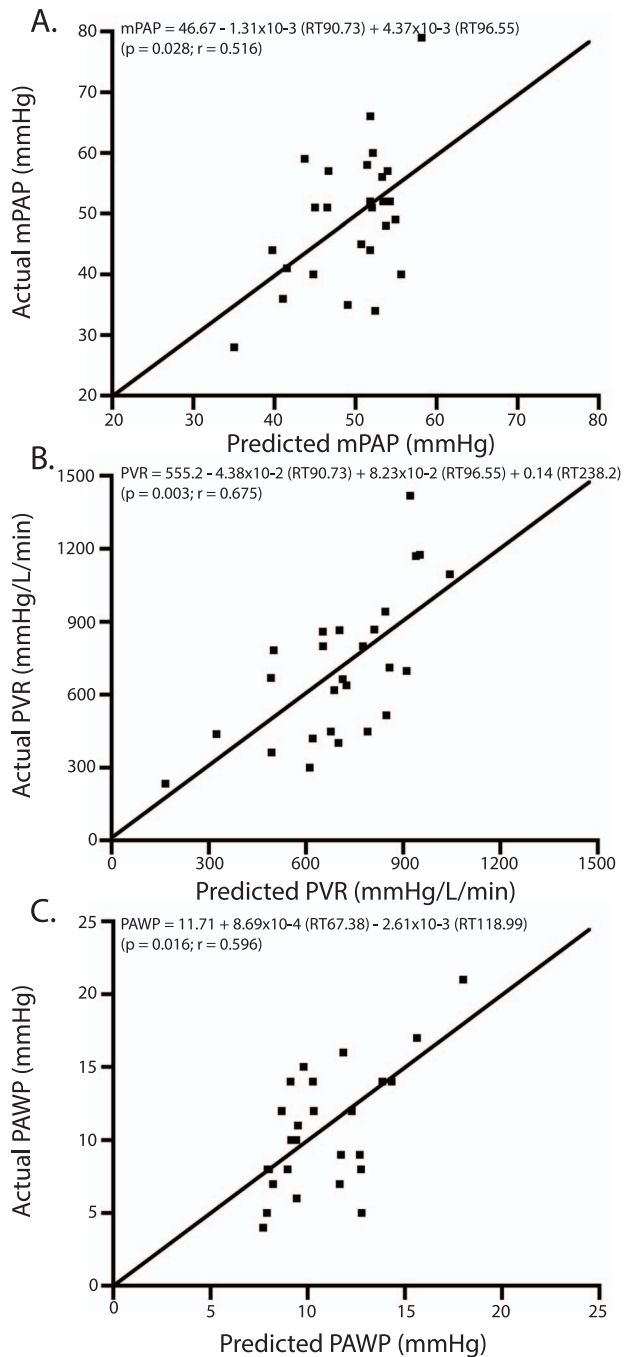 A.
mPAP = 46.67 - 1.31x10-3 (RT90.73) + 4.37x10-3 (RT96.55)
(p = 0.028; r = 0.516)
80
70
60
50
40
30
20
Actual mPAP (mmHg)
20 30 40 50 60 70 80
Predicted mPAP (mmHg)
B.
PVR = 555.2 - 4.38x10-2 (RT90.73) + 8.23x10-2 (RT96.55) + 0.14 (RT238.2)
(p = 0.003; r = 0.675)
1500
1200
900
600
300
0
Actual PVR (mmHg/L/min)
0 300 600 900 1200 1500
Predicted PVR (mmHg/L/min)
C.
PAWP = 11.71 + 8.69x10-4 (RT67.38) - 2.61x10-3 (RT118.99)
(p = 0.016; r = 0.596)
25
20
15
10
5
0
Actual PAWP (mmHg)
0 5 10 15 20 25
Predicted PAWP (mmHg)